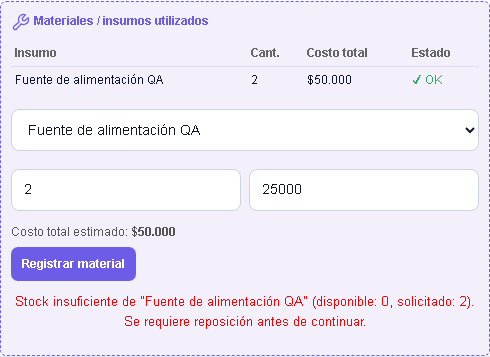 Materiales / insumos utilizados
Insumo Cant. Costo total Estado
Fuente de alimentación QA 2 $50.000 ✓ OK
Fuente de alimentación QA
2 25000
Costo total estimado: $50.000
Registrar material
Stock insuficiente de "Fuente de alimentación QA" (disponible: 0, solicitado: 2).
Se requiere reposición antes de continuar.